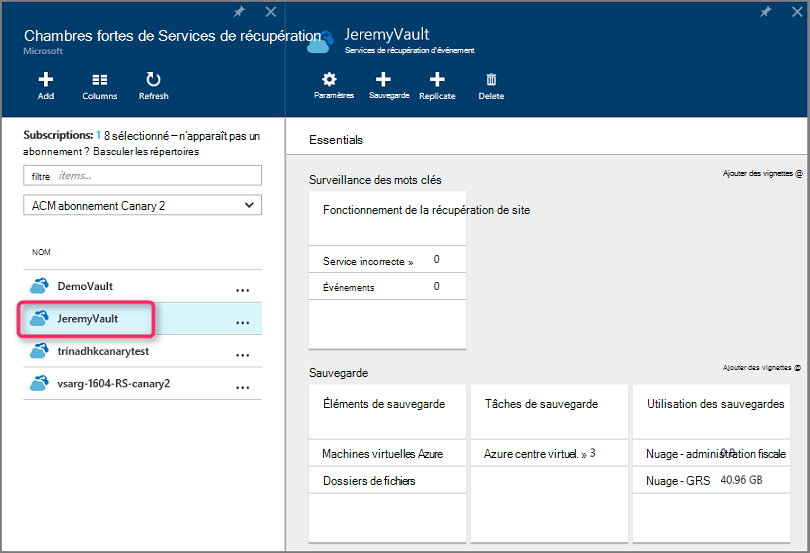 Chambres fortes de Services de récupération
Microsoft
Add
Columns
Refresh
Subscriptions: 1 8 sélectionné – n'apparaît pas un
abonnement ? Basculer les répertoires
filtre items...
ACM abonnement Canary 2
NOM
DemoVault ...
JeremyVault ...
trinadhkcanarytest ...
vsarg-1604-RS-canary2 ...
JeremyVault
Services de récupération d'événement
Paramètres
Sauvegarde
Replicate
Delete
Essentials
Ajouter des vignettes @
Surveillance des mots clés
Fonctionnement de la récupération de site
Service incorrecte » 0
Événements 0
Ajouter des vignettes @
Sauvegarde
Éléments de sauvegarde
Machines virtuelles Azure
Dossiers de fichiers
Tâches de sauvegarde
Azure centre virtuel. » 3
Utilisation des sauvegardes
Nuage - administration fiscale 0 B
Nuage - GRS 40.96 GB